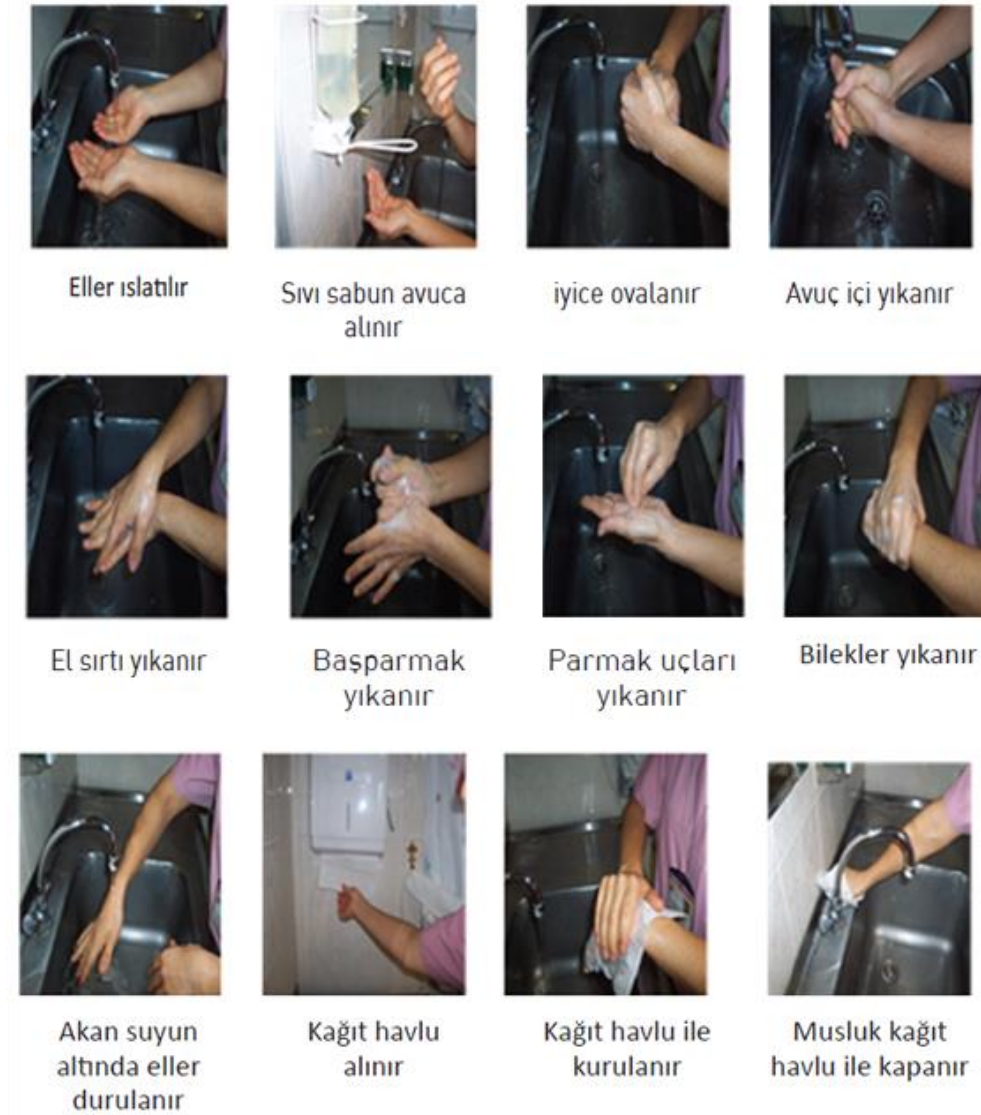 Eller ıslatılır
Sıvı sabun avuca
alınır
iyice ovalanır
Avuç içi yıkanır
El sırtı yıkanır
Başparmak
yıkanır
Parmak uçları
yıkanır
Bilekler yıkanır
Akan suyun
altında eller
durulanır
Kağıt havlu
alınır
Kağıt havlu ile
kurulanır
Musluk kağıt
havlu ile kapanır